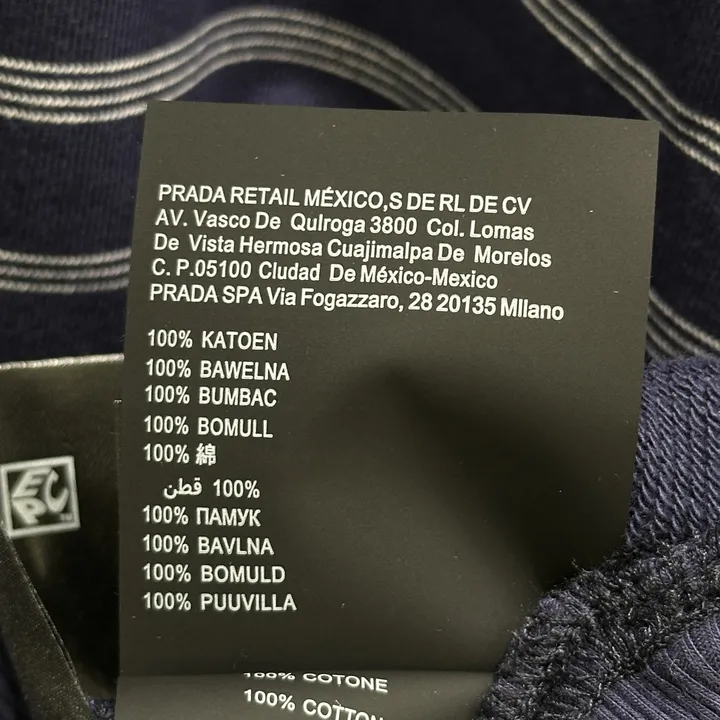 PRADA RETAIL MÉXICO,S DE RL DE CV
AV. Vasco De Qulroga 3800 Col. Lomas
De Vista Hermosa Cuajimalpa De Morelos
C. P.05100 Cludad De México-Mexico
PRADA SPA Via Fogazzaro, 28 20135 Mllano
100% KATOEN
100% BAWELNA
100% BUMBAC
100% BOMULL
100% 綿
100% قطن
100% ПАМУК
100% BAVLNA
100% BOMULD
100% PUUVILLA
100% COTONE
100% COTTON
EPC